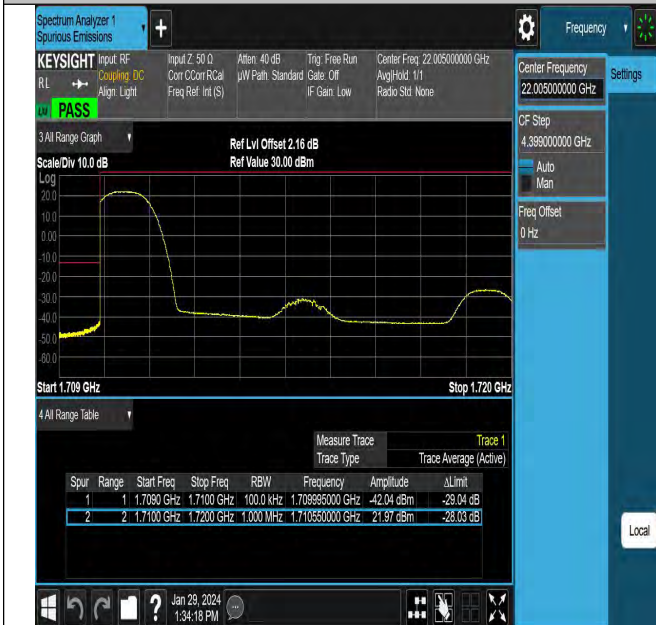 Spectrum Analyzer 1
Spurious Emissions
+
Frequency
KEYSIGHT Input: RF Input Z: 50 Ω Atten: 40 dB Trig: Free Run Center Freq: 22.005000000 GHz
RL Coupling: DC Corr CCorr RCal µW Path: Standard Gate: Off Avg|Hold: 1/1
Align: Light Freq Ref: Int (S) IF Gain: Low Radio Std: None
PASS
Center Frequency
22.005000000 GHz
Settings
CF Step
4.399000000 GHz
Auto
Man
Freq Offset
0 Hz
Local
3 All Range Graph
Ref Lvl Offset 2.16 dB
Scale/Div 10.0 dB Ref Value 30.00 dBm
Log
20.0
10.0
0.00
-10.0
-20.0
-30.0
-40.0
-50.0
-60.0
Start 1.709 GHz Stop 1.720 GHz
4 All Range Table
Measure Trace Trace 1
Trace Type Trace Average (Active)
Spur Range Start Freq Stop Freq RBW Frequency Amplitude ΔLimit
1 1 1.7090 GHz 1.7100 GHz 100.0 kHz 1.709995000 GHz -42.04 dBm -29.04 dB
2 2 1.7100 GHz 1.7200 GHz 1.000 MHz 1.710550000 GHz 21.97 dBm -28.03 dB
? Jan 29, 2024
1:34:18 PM